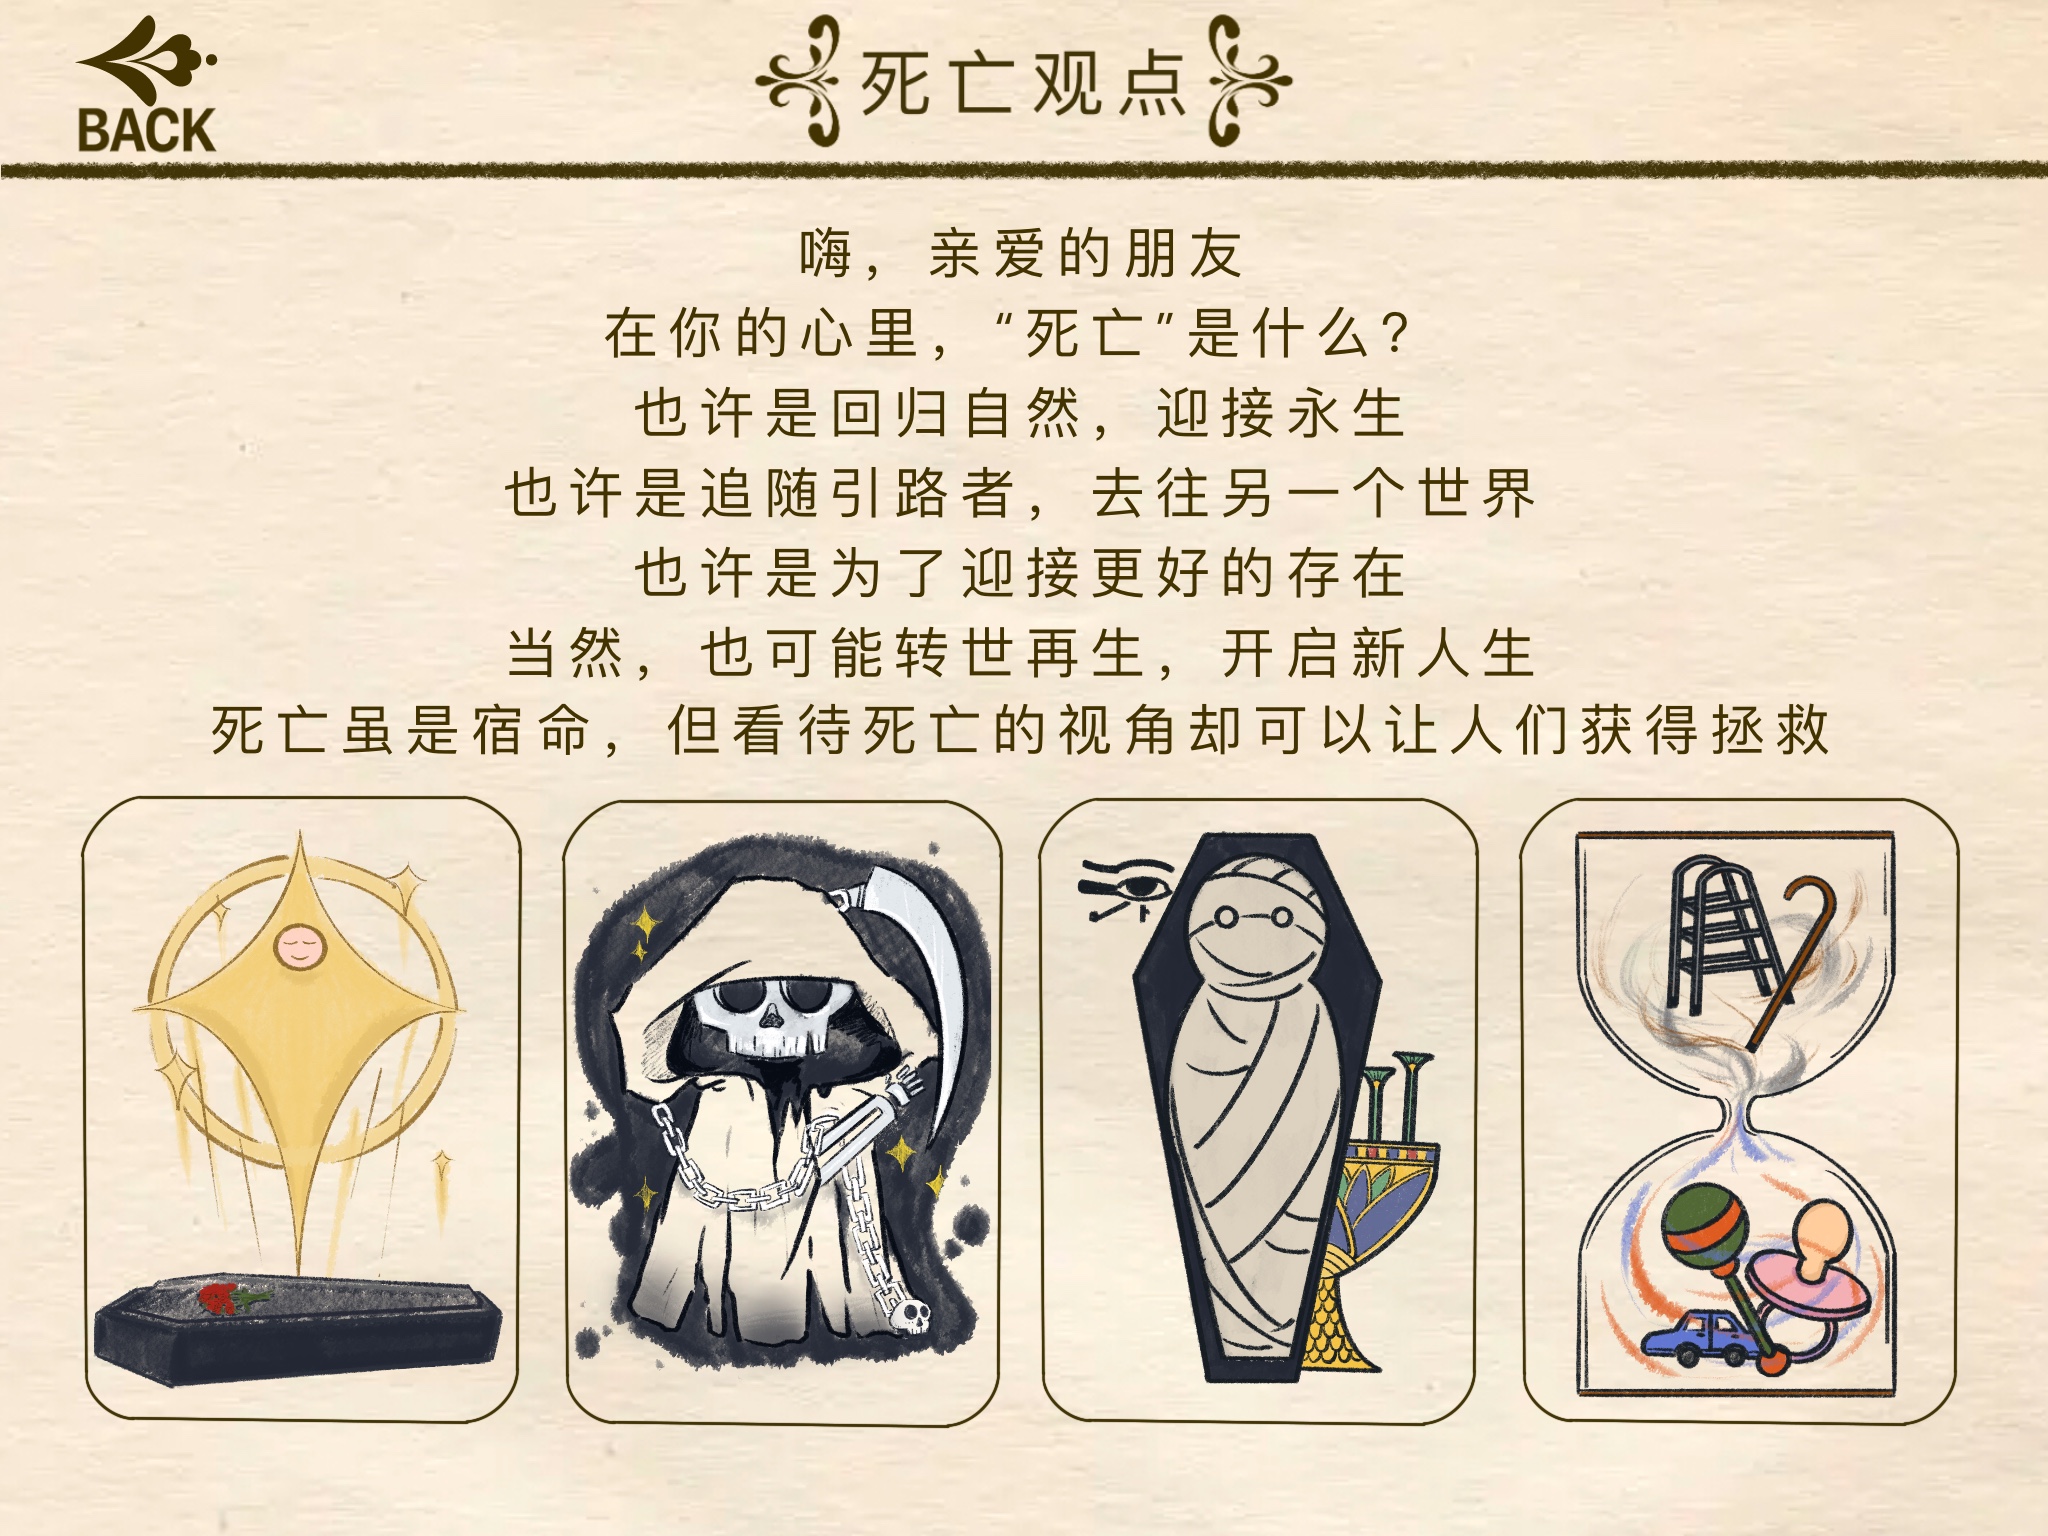 BACK
死亡观点
嗨，亲爱的朋友
在你的心里，“死亡”是什么？
也许是回归自然，迎接永生
也许是追随引路者，去往另一个世界
也许是为了迎接更好的存在
当然，也可能转世再生，开启新人生
死亡虽是宿命，但看待死亡的视角却可以让人们获得拯救